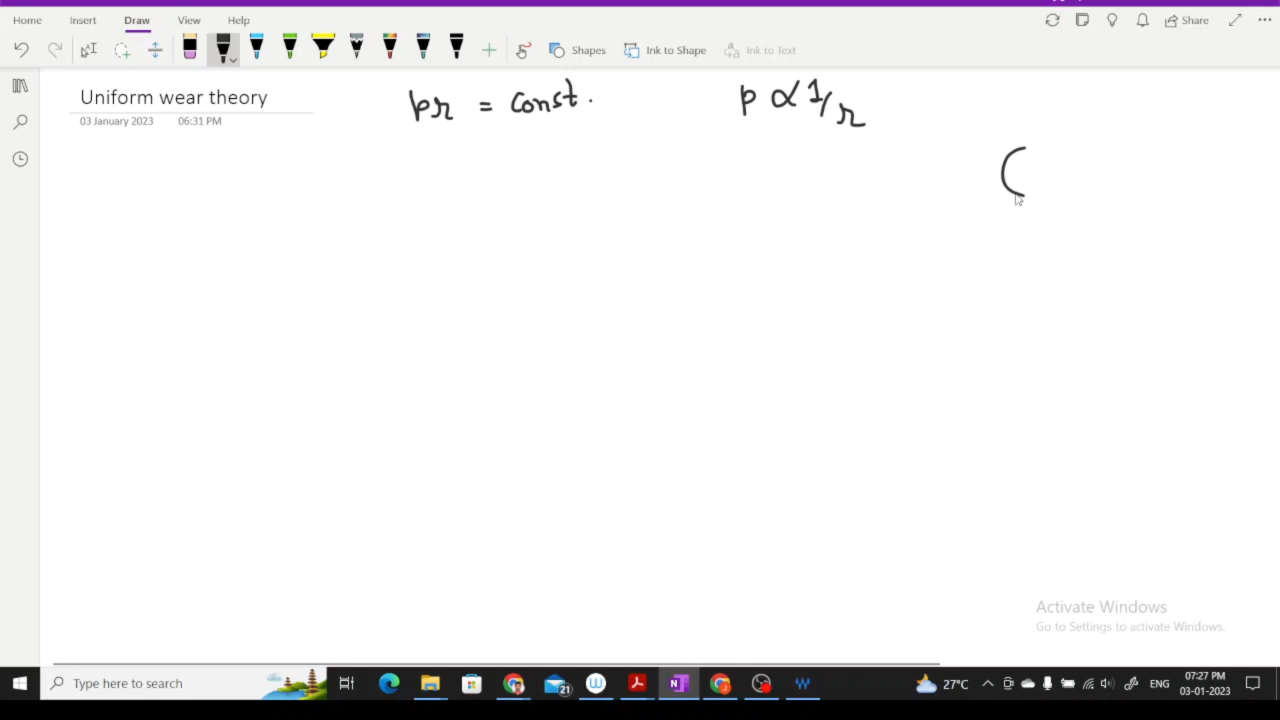 Home Insert Draw View Help
Share
Shapes Ink to Shape Ink to Text
Uniform wear theory
03 January 2023 06:31 PM
pr = const.
p ∝ 1/r
Activate Windows
Go to Settings to activate Windows.
Type here to search
21
27°C
ENG
07:27 PM
03-01-2023